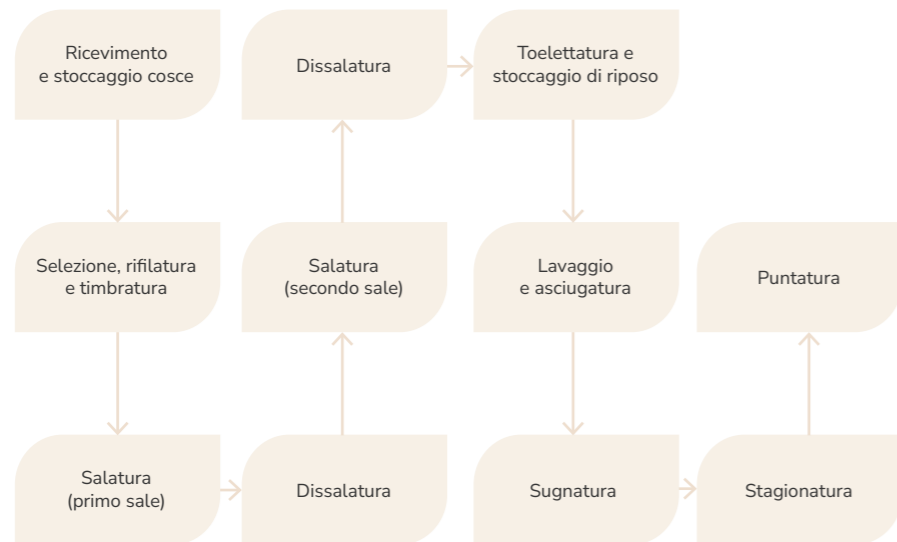 Ricevimento
e stoccaggio cosce
Selezione, rifilatura
e timbratura
Salatura
(primo sale)
Dissalatura
Salatura
(secondo sale)
Dissalatura
Toelettatura e
stoccaggio di riposo
Lavaggio
e asciugatura
Sugnatura
Stagionatura
Puntatura